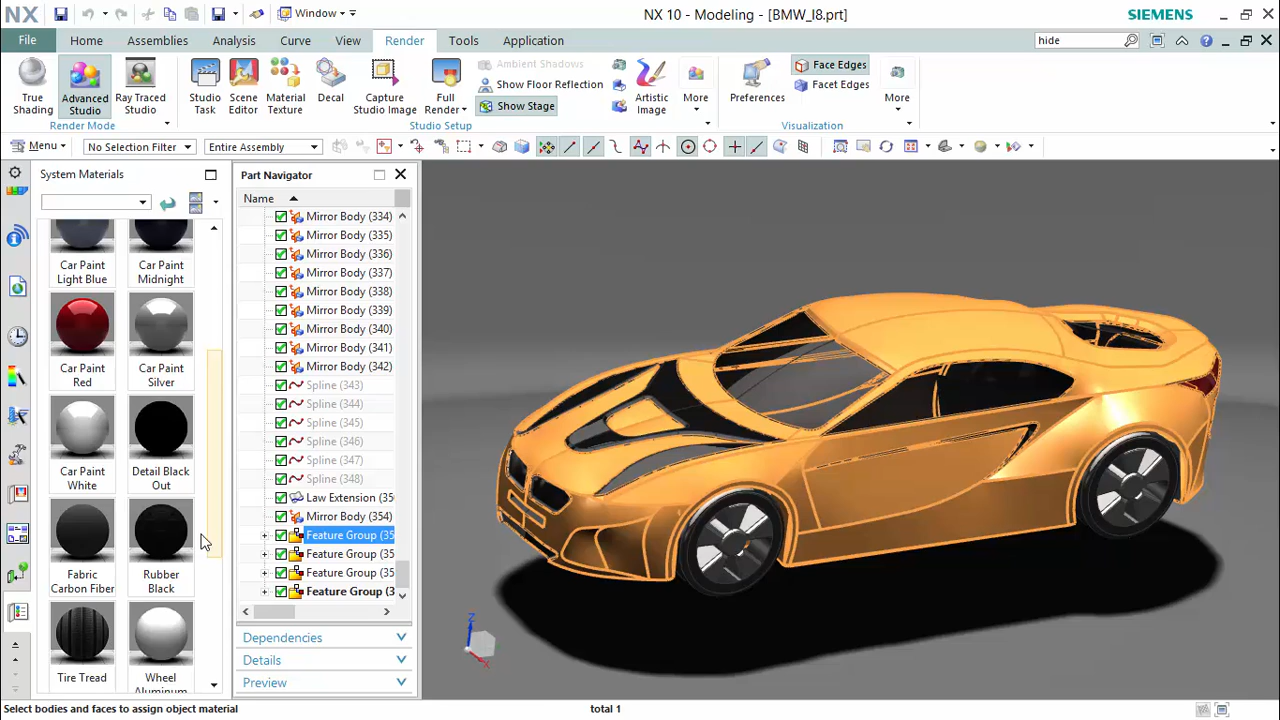 NX
Window
NX 10 - Modeling - [BMW_I8.prt]
SIEMENS
File
Home
Assemblies
Analysis
Curve
View
Render
Tools
Application
hide
True
Shading
Advanced
Studio
Ray Traced
Studio
Render Mode
Studio
Task
Scene
Editor
Material
Texture
Decal
Capture
Studio Image
Full
Render
Ambient Shadows
Show Floor Reflection
Show Stage
Artistic
Image
More
Studio Setup
Preferences
Face Edges
Facet Edges
More
Visualization
Menu
No Selection Filter
Entire Assembly
System Materials
Car Paint
Light Blue
Car Paint
Midnight
Car Paint
Red
Car Paint
Silver
Car Paint
White
Detail Black
Out
Fabric
Carbon Fiber
Rubber
Black
Tire Tread
Wheel
Aluminum
Part Navigator
Name
Mirror Body (334)
Mirror Body (335)
Mirror Body (336)
Mirror Body (337)
Mirror Body (338)
Mirror Body (339)
Mirror Body (340)
Mirror Body (341)
Mirror Body (342)
Spline (343)
Spline (344)
Spline (345)
Spline (346)
Spline (347)
Spline (348)
Law Extension (35
Mirror Body (354)
Feature Group (35
Feature Group (35
Feature Group (35
Feature Group (3
Dependencies
Details
Preview
Z
X
Select bodies and faces to assign object material
total 1